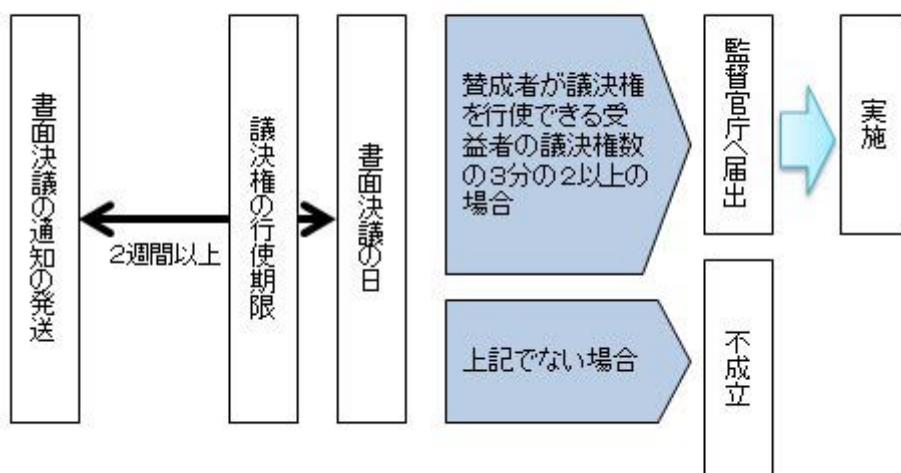 書面決議の通知の発送
2週間以上
議決権の行使期限
書面決議の日
賛成者が議決権
を行使できる受
益者の議決権数
の3分の2以上の
場合
監督官庁へ届出
実施
上記でない場合
不成立